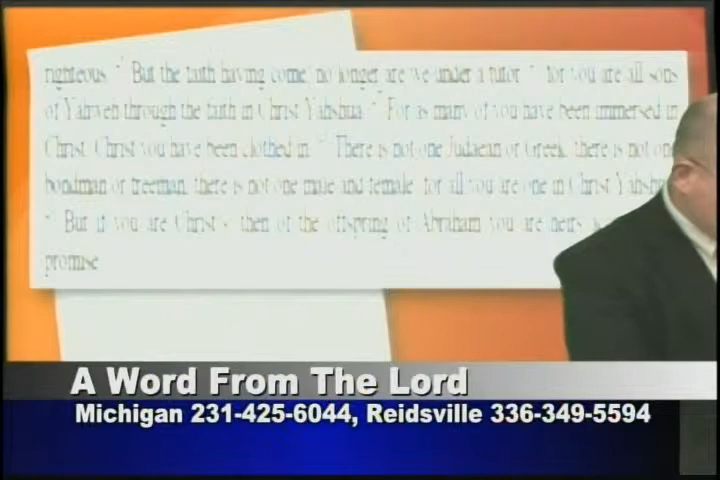 righteous. But the faith having come, no longer are we under a tutor for you are all sons
of Yahweh through the faith in Christ Yahshua For as many of you have been immersed in
Christ, Christ you have been clothed in. There is not one Judaean or Greek, there is not one
bondman or freeman, there is not one male and female, for all you are one in Christ
But if you are Christ's, then of the offspring of Abraham you are heirs
promise
A Word From The Lord
Michigan 231-425-6044, Reidsville 336-349-5594